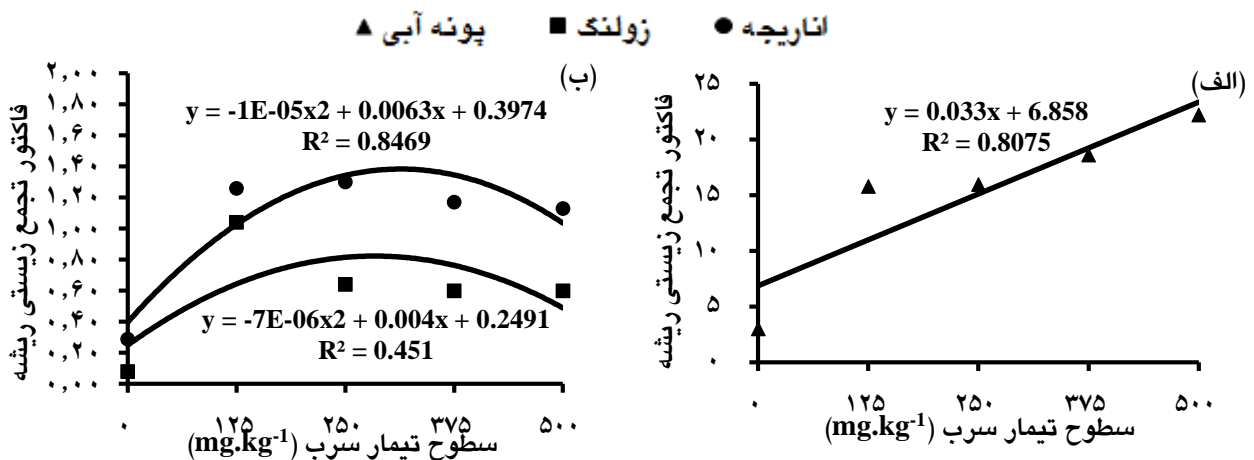 اناریجه زولنگ پونه آبی
(الف)
y = 0.033x + 6.858
R² = 0.8075
فاکتور تجمع زیستی ریشه
۲۵
۲۰
۱۵
۱۰
۵
۰
۰ ۱۲۵ ۲۵۰ ۳۷۵ ۵۰۰
سطوح تیمار سرب (mg.kg-1)
(ب)
y = -1E-05x2 + 0.0063x + 0.3974
R² = 0.8469
y = -7E-06x2 + 0.004x + 0.2491
R² = 0.451
فاکتور تجمع زیستی ریشه
۲,۰۰
۱,۸۰
۱,۶۰
۱,۴۰
۱,۲۰
۱,۰۰
۰,۸۰
۰,۶۰
۰,۴۰
۰,۲۰
۰,۰۰
۰ ۱۲۵ ۲۵۰ ۳۷۵ ۵۰۰
سطوح تیمار سرب (mg.kg-1)